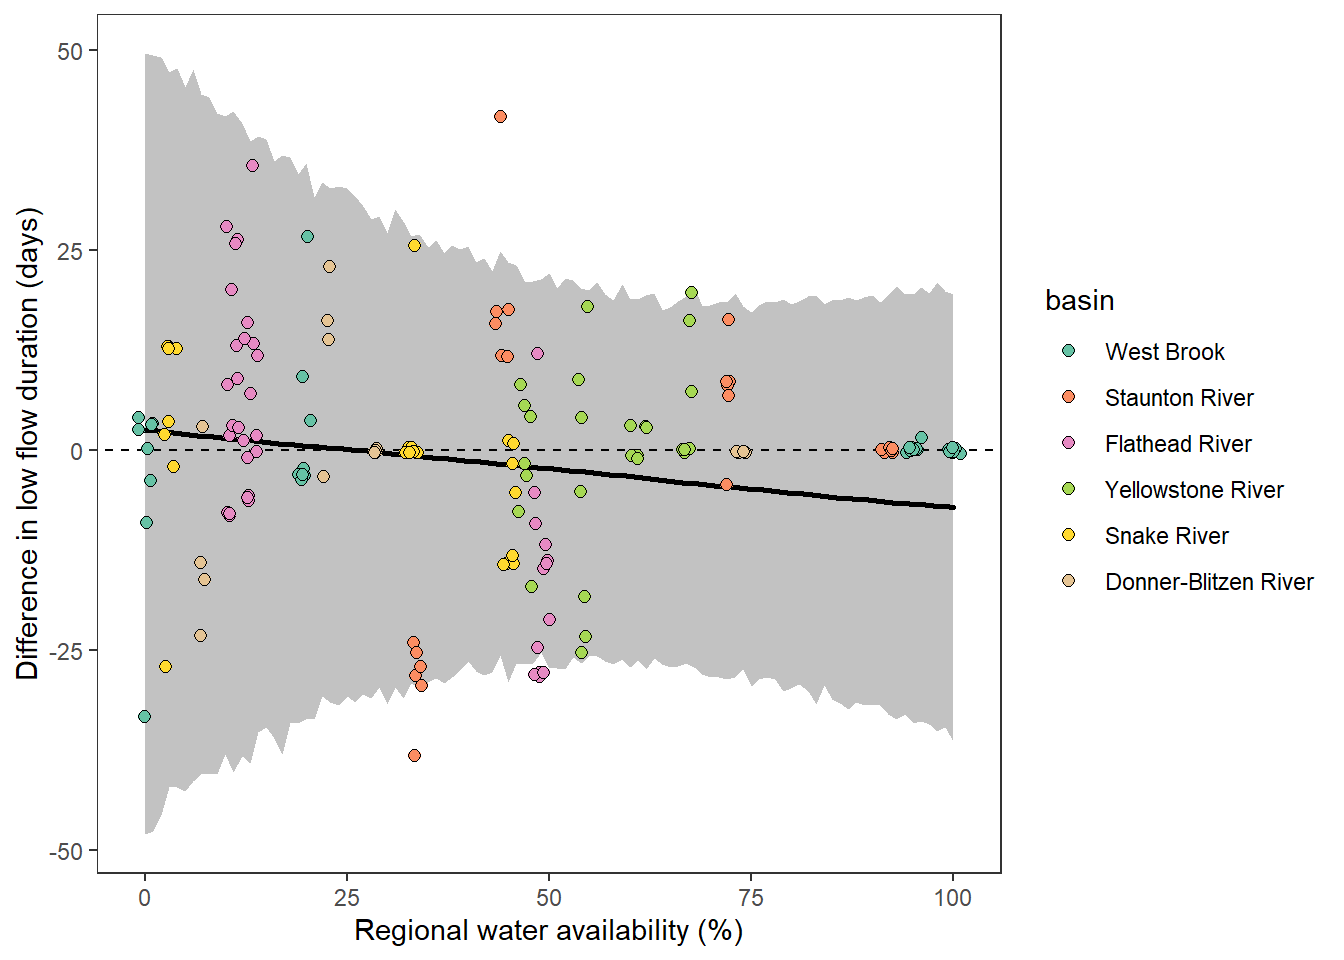 50
25
0
-25
-50
Difference in low flow duration (days)
0 25 50 75 100
Regional water availability (%)
basin
West Brook
Staunton River
Flathead River
Yellowstone River
Snake River
Donner-Blitzen River